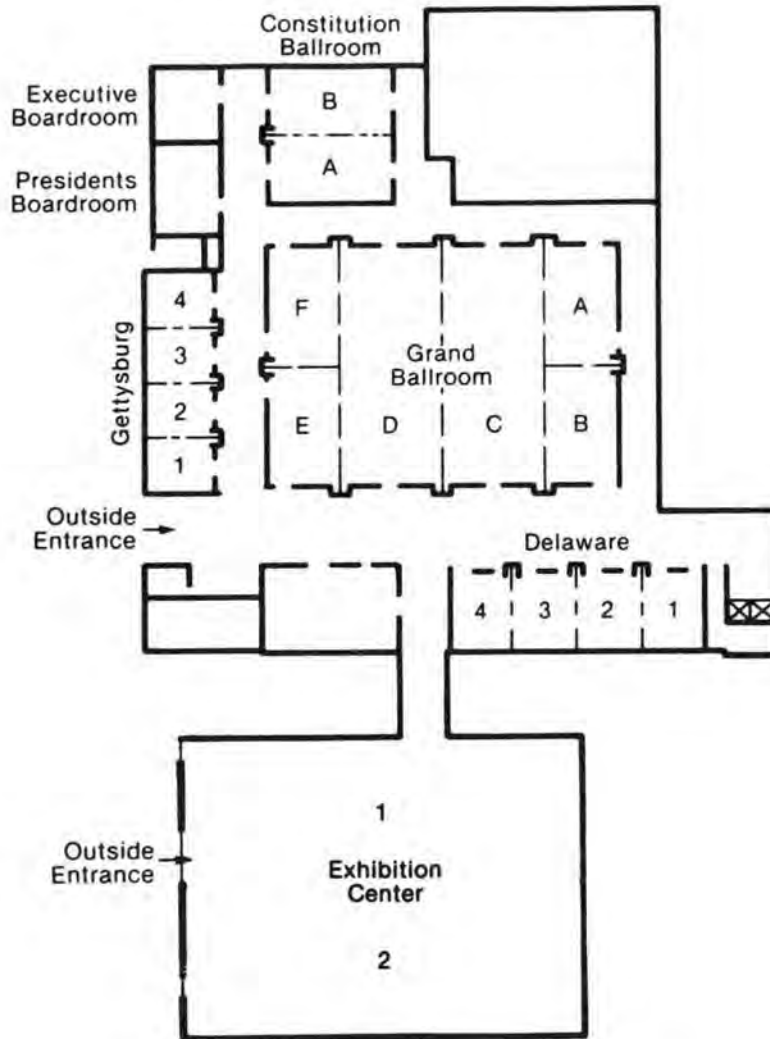 Constitution
Ballroom
Executive
Boardroom
B
A
Presidents
Boardroom
4
3
2
1
Gettysburg
F
A
Grand
Ballroom
E
D
C
B
Outside
Entrance
Delaware
4
3
2
1
1
Outside
Entrance
Exhibition
Center
2